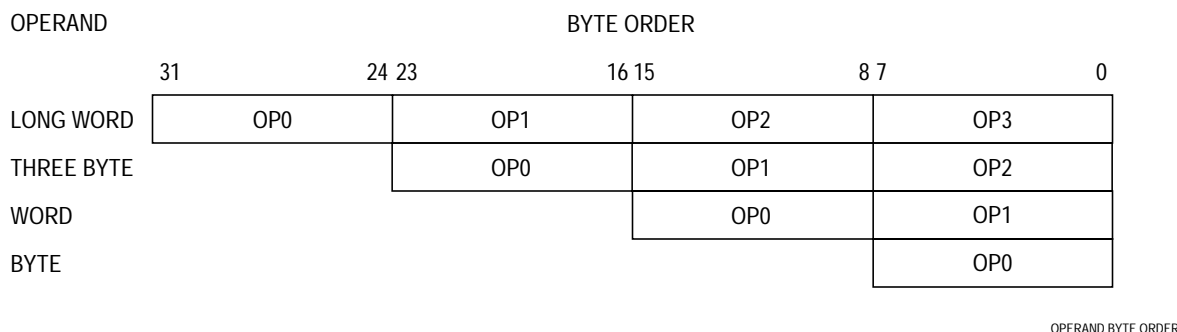 OPERAND BYTE ORDER
31 24 23 16 15 8 7 0
LONG WORD OP0 OP1 OP2 OP3
THREE BYTE OP0 OP1 OP2
WORD OP0 OP1
BYTE OP0
OPERAND BYTE ORDER